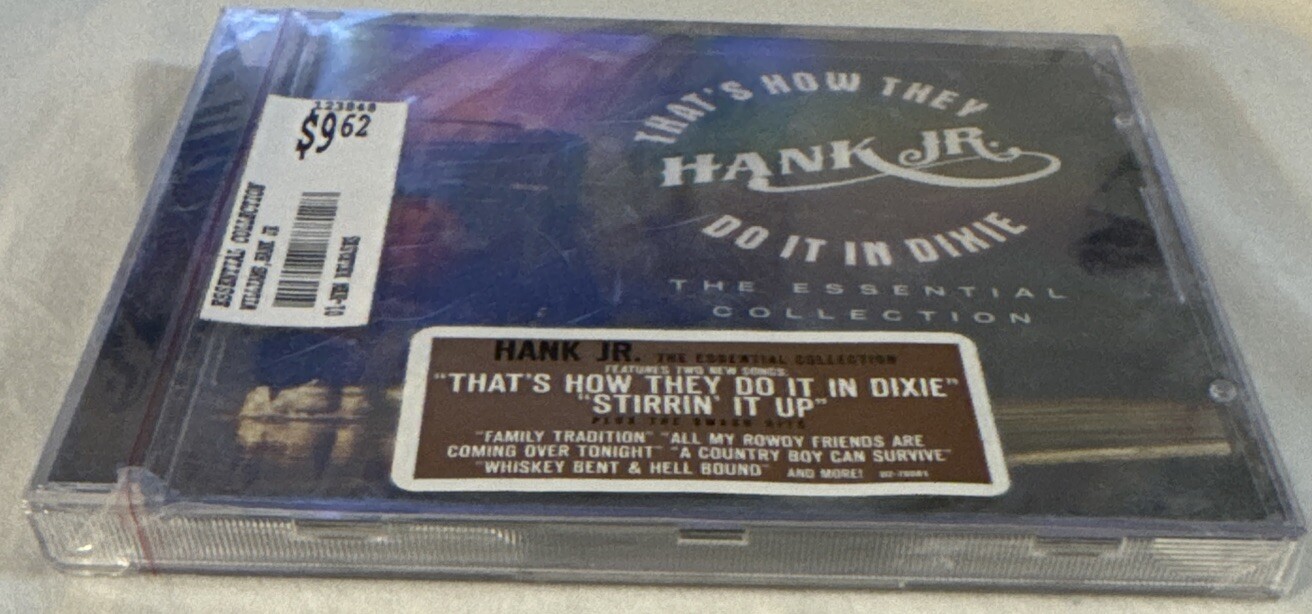 123848
$9.62
ESSENTIAL COLLECTION
WILLIAMS, HANK JR
THAT'S HOW THEY
HANK JR.
DO IT IN DIXIE
THE ESSENTIAL
COLLECTION
HANK JR. THE ESSENTIAL COLLECTION
FEATURES TWO NEW SONGS:
"THAT'S HOW THEY DO IT IN DIXIE"
"STIRRIN' IT UP"
PLUS THE SMASH HITS
"FAMILY TRADITION" "ALL MY ROWDY FRIENDS ARE
COMING OVER TONIGHT" "A COUNTRY BOY CAN SURVIVE"
"WHISKEY BENT & HELL BOUND" AND MORE!